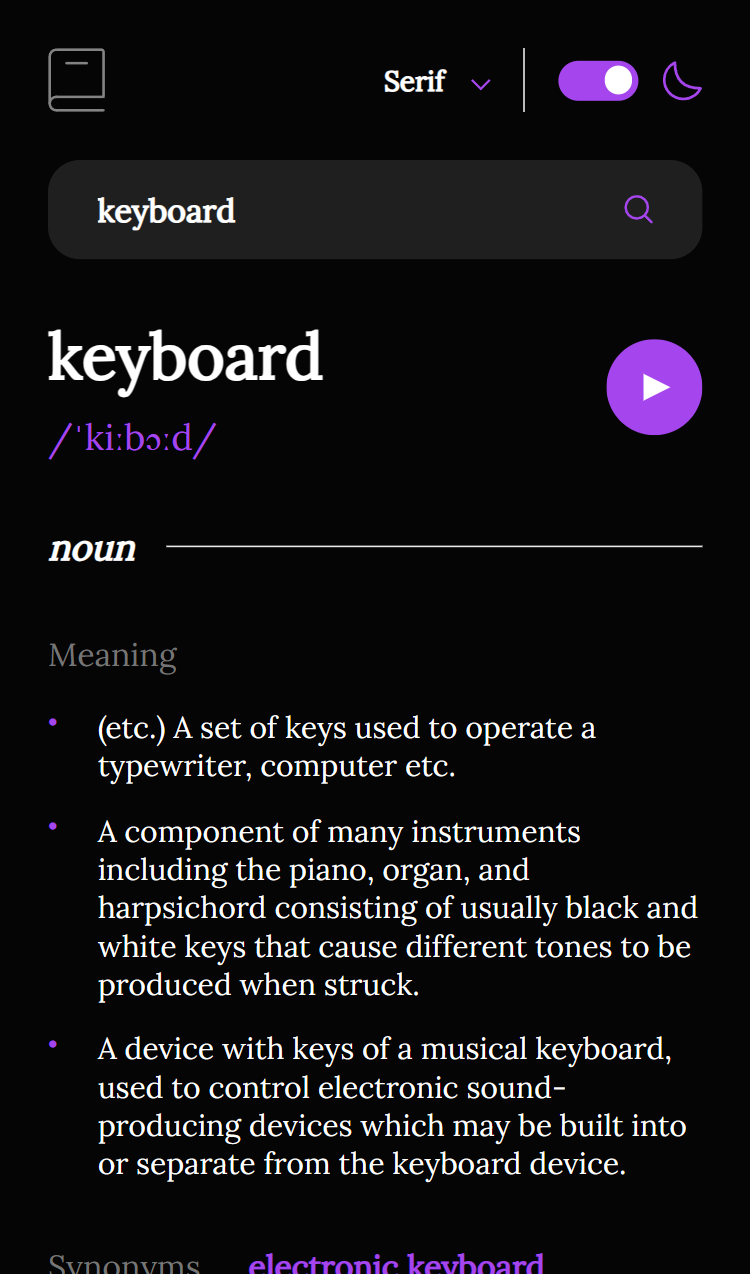 Serif
keyboard
keyboard
/ˈkiːbɔːd/
noun
Meaning
(etc.) A set of keys used to operate a
typewriter, computer etc.
A component of many instruments
including the piano, organ, and
harpsichord consisting of usually black and
white keys that cause different tones to be
produced when struck.
A device with keys of a musical keyboard,
used to control electronic sound-
producing devices which may be built into
or separate from the keyboard device.
Synonyms electronic keyboard